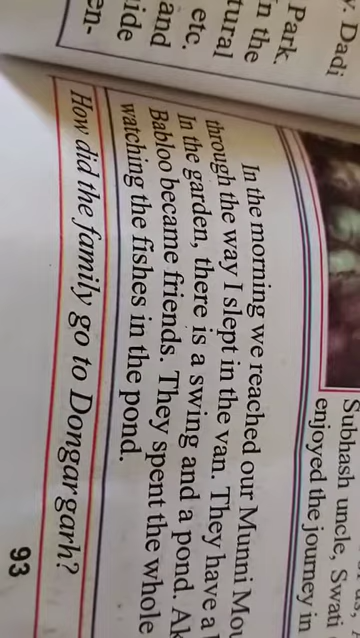 v. Dadi
Park.
in the
tural
etc.
and
uide
en-
Subhash uncle, Swati
enjoyed the journey in
In the morning we reached our Munni
through the way I slept in the van. They have a
In the garden, there is a swing and a pond.
Babloo became friends. They spent the whole
watching the fishes in the pond.
How did the family go to Dongargarh?
93